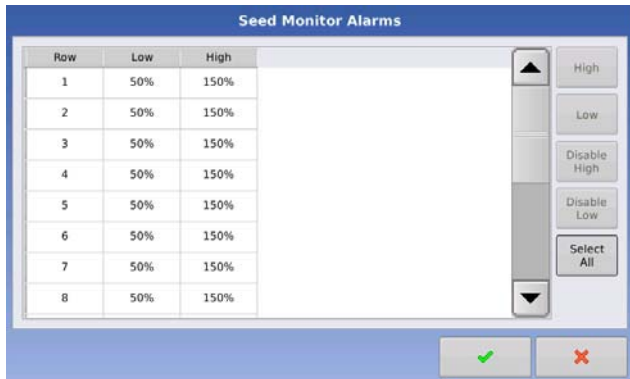 Seed Monitor Alarms
Row Low High
1 50% 150%
2 50% 150%
3 50% 150%
4 50% 150%
5 50% 150%
6 50% 150%
7 50% 150%
8 50% 150%
High
Low
Disable
High
Disable
Low
Select
All